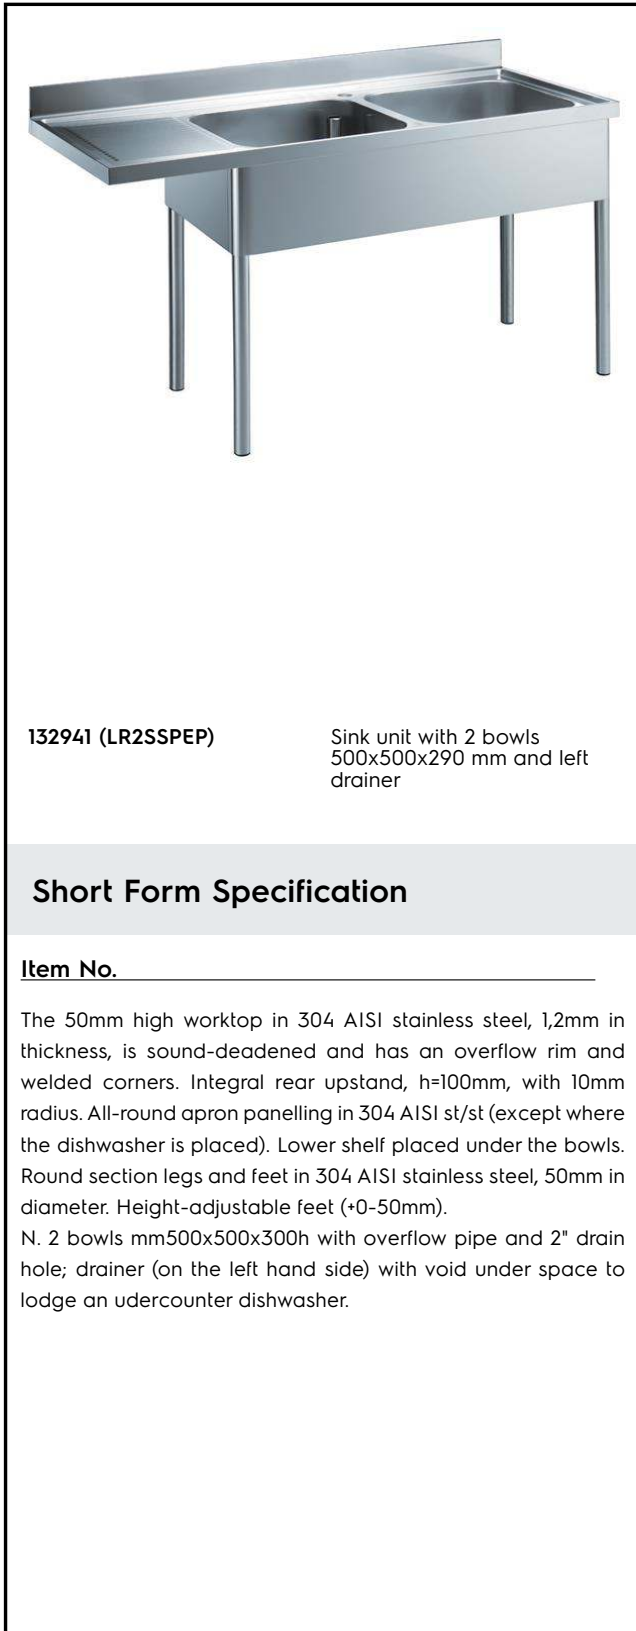 132941 (LR2SSPEP)
Sink unit with 2 bowls
500x500x290 mm and left
drainer
Short Form Specification
Item No.
The 50mm high worktop in 304 AISI stainless steel, 1,2mm in
thickness, is sound-deadened and has an overflow rim and
welded corners. Integral rear upstand, h=100mm, with 10mm
radius. All-round apron panelling in 304 AISI st/st (except where
the dishwasher is placed). Lower shelf placed under the bowls.
Round section legs and feet in 304 AISI stainless steel, 50mm in
diameter. Height-adjustable feet (+0-50mm).
N. 2 bowls mm500x500x300h with overflow pipe and 2" drain
hole; drainer (on the left hand side) with void under space to
lodge an udercounter dishwasher.